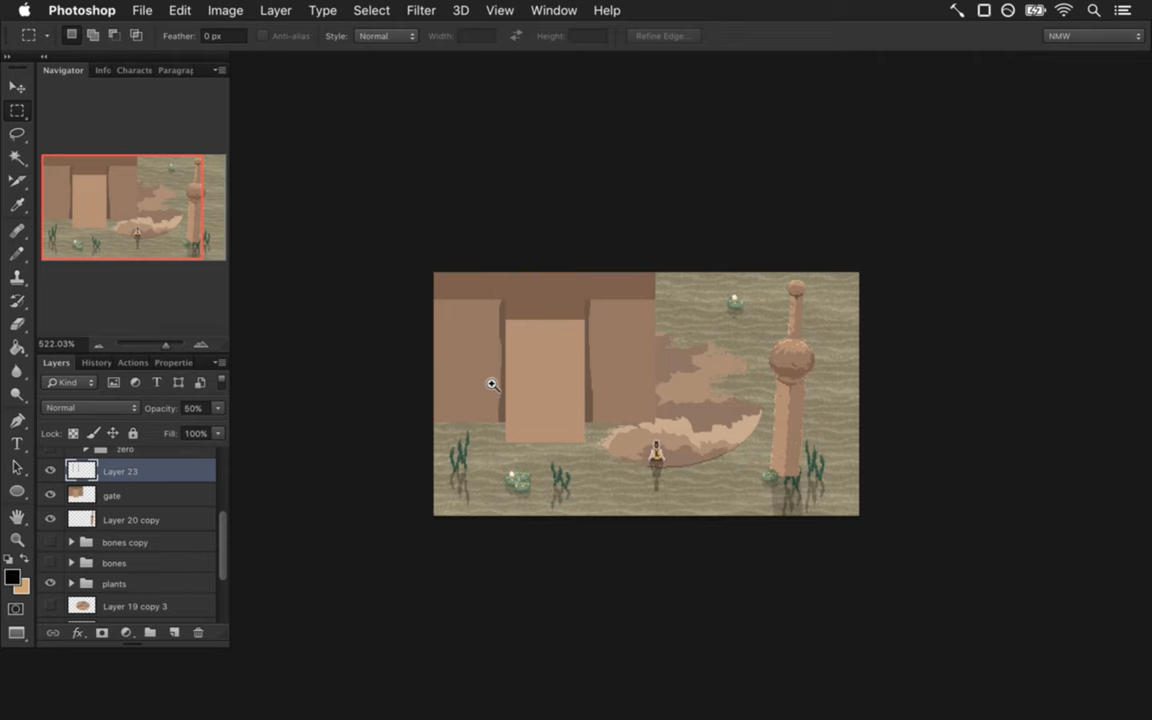 Photoshop File Edit Image Layer Type Select Filter 3D View Window Help
Feather: 0 px Anti-alias Style: Normal Width: Height: Refine Edge... NMW
Navigator Info Characte Paragrap
522.03%
Layers History Actions Propertie
Kind
Normal Opacity: 50%
Lock: Fill: 100%
zero
Layer 23
gate
Layer 20 copy
bones copy
bones
plants
Layer 19 copy 3